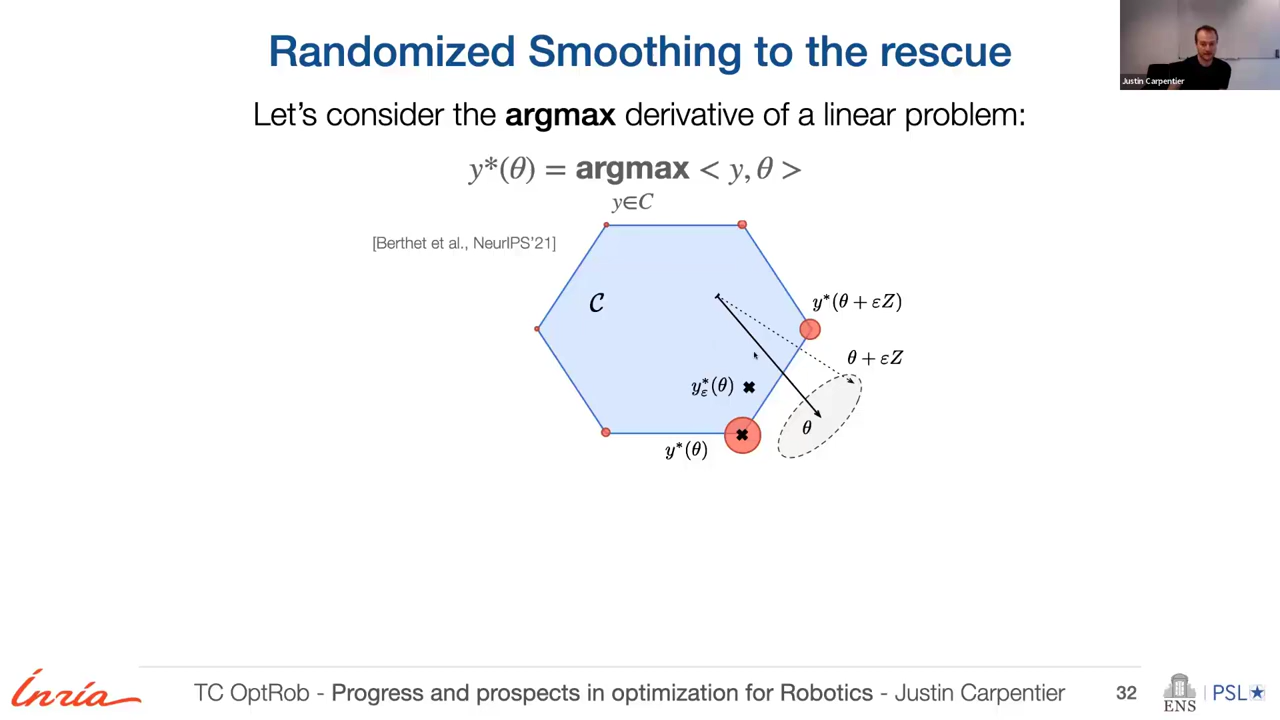 Randomized Smoothing to the rescue
Justin Carpentier
Let's consider the argmax derivative of a linear problem:
y*(θ) = argmax < y, θ >
y∈C
[Berthet et al., NeurIPS'21]
C
y*(θ + εZ)
θ + εZ
y*ε(θ)
θ
y*(θ)
Inria
TC OptRob - Progress and prospects in optimization for Robotics - Justin Carpentier
32
ENS
PSL★